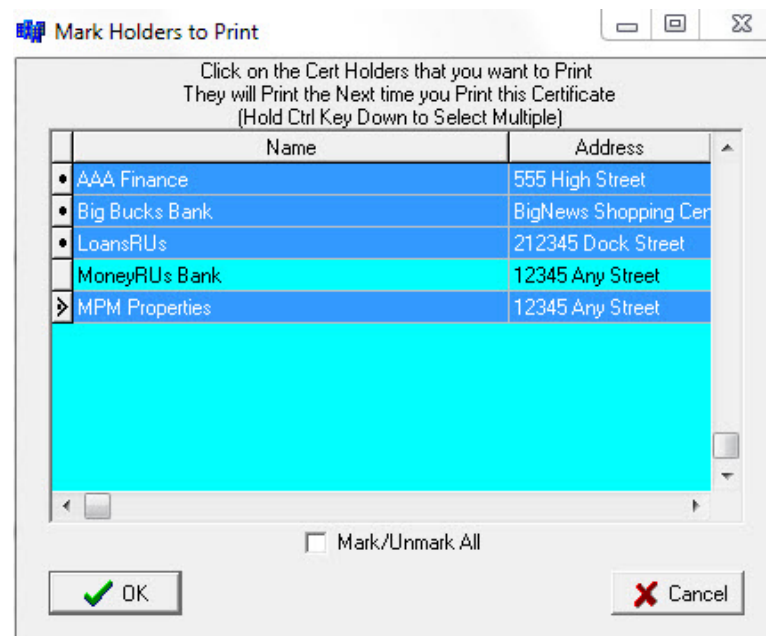 Mark Holders to Print
Click on the Cert Holders that you want to Print
They will Print the Next time you Print this Certificate
(Hold Ctrl Key Down to Select Multiple)
Name Address
AAA Finance 555 High Street
Big Bucks Bank BigNews Shopping Cer
LoansRUs 212345 Dock Street
MoneyRUs Bank 12345 Any Street
MPM Properties 12345 Any Street
Mark/Unmark All
OK Cancel